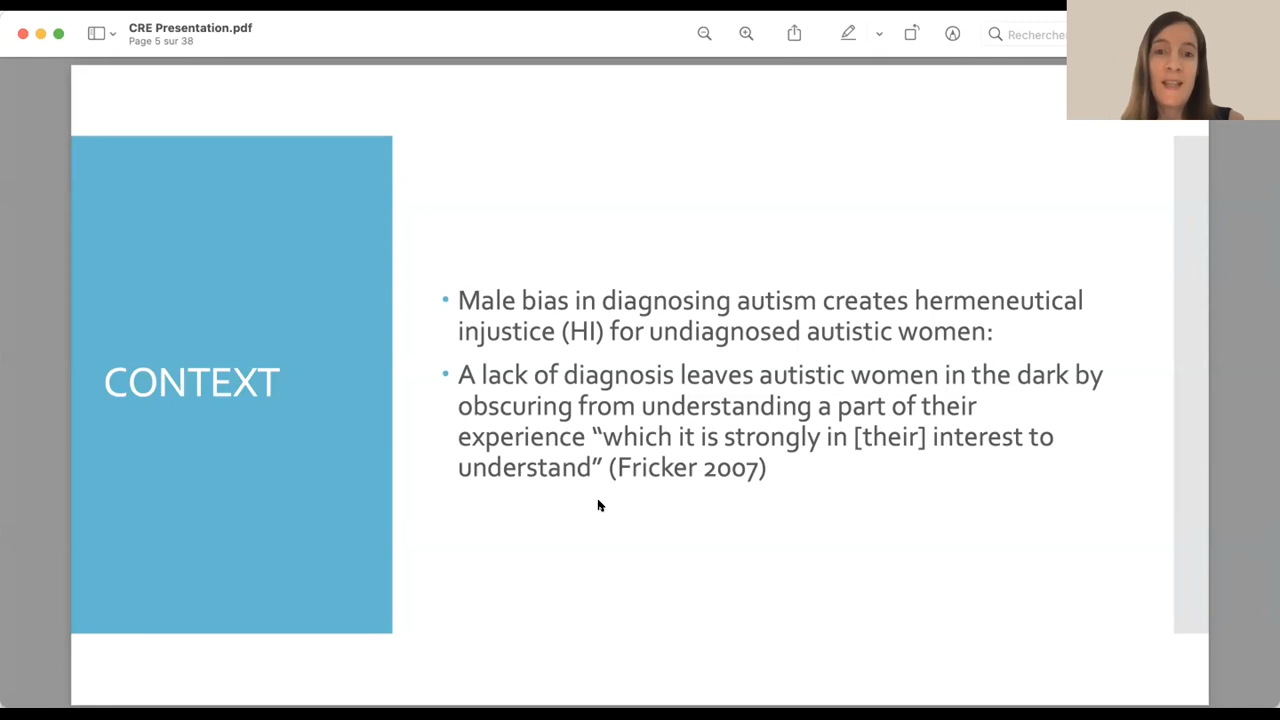 CRE Presentation.pdf
Page 5 sur 38
Rechercher
CONTEXT
• Male bias in diagnosing autism creates hermeneutical
injustice (HI) for undiagnosed autistic women:
• A lack of diagnosis leaves autistic women in the dark by
obscuring from understanding a part of their
experience “which it is strongly in [their] interest to
understand” (Fricker 2007)